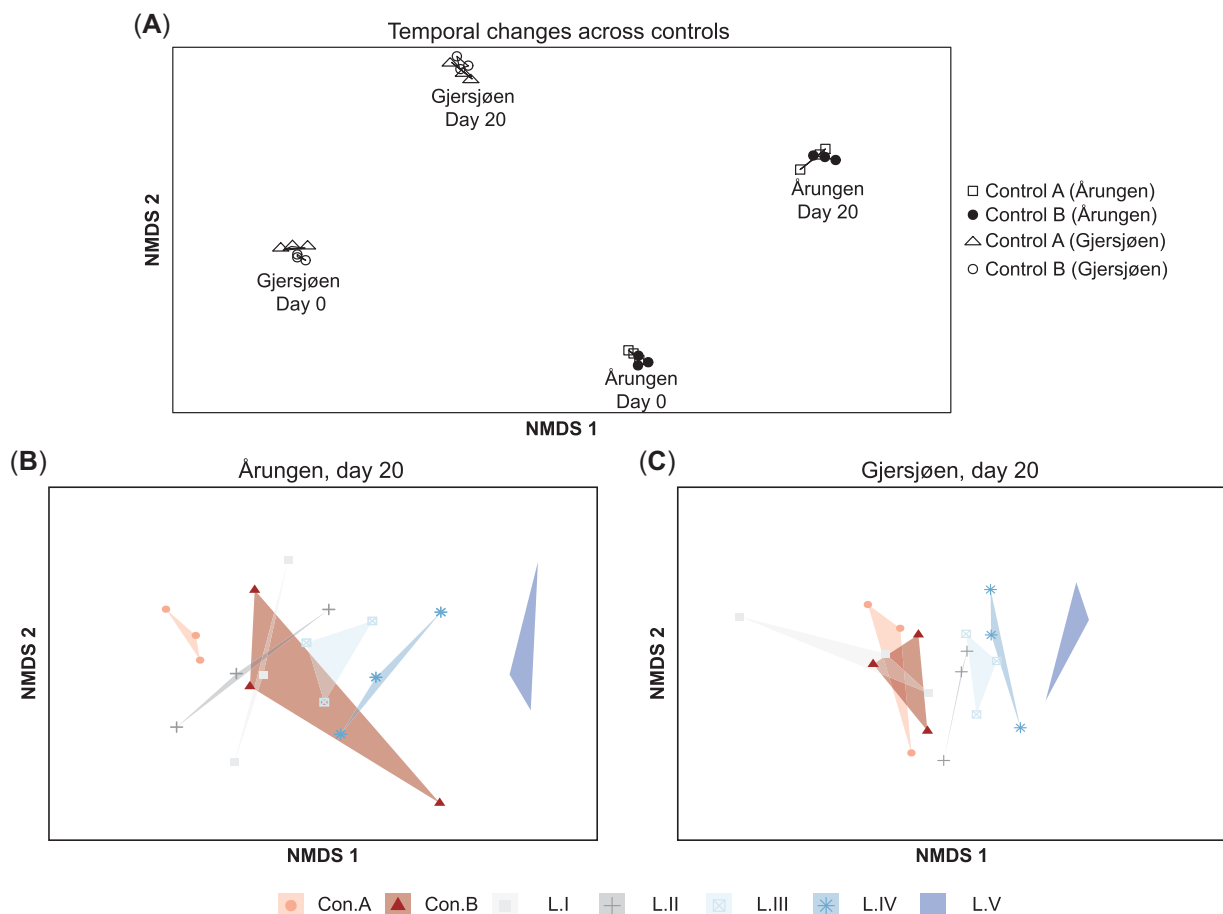 (A)
Temporal changes across controls
Gjersjøen
Day 20
Årungen
Day 20
Gjersjøen
Day 0
Årungen
Day 0
NMDS 2
NMDS 1
Control A (Årungen)
Control B (Årungen)
Control A (Gjersjøen)
Control B (Gjersjøen)
(B)
Årungen, day 20
NMDS 2
NMDS 1
(C)
Gjersjøen, day 20
NMDS 2
NMDS 1
Con.A Con.B L.I L.II L.III L.IV L.V